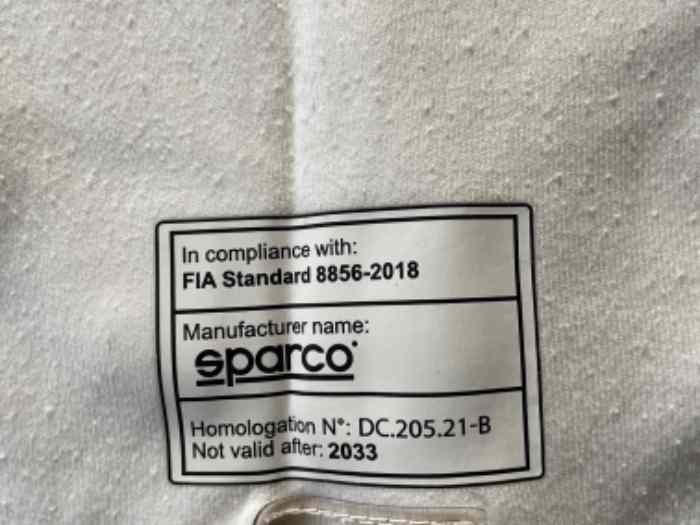 In compliance with:
FIA Standard 8856-2018
Manufacturer name:
sparco
Homologation N°: DC.205.21-B
Not valid after: 2033